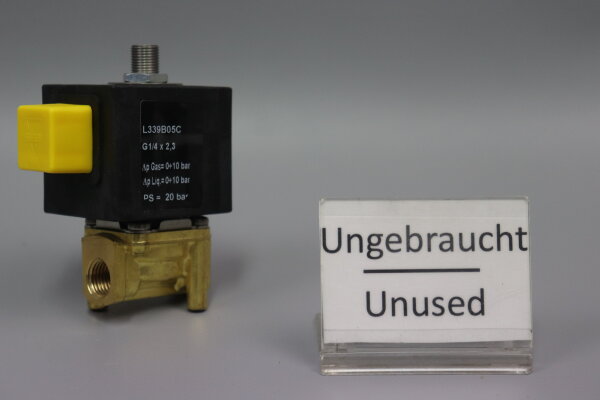 L339B05C
G1/4 x 2,3
Δp Gas= 0÷10 bar
Δp Liq.= 0÷10 bar
PS = 20 bar
Ungebraucht
Unused